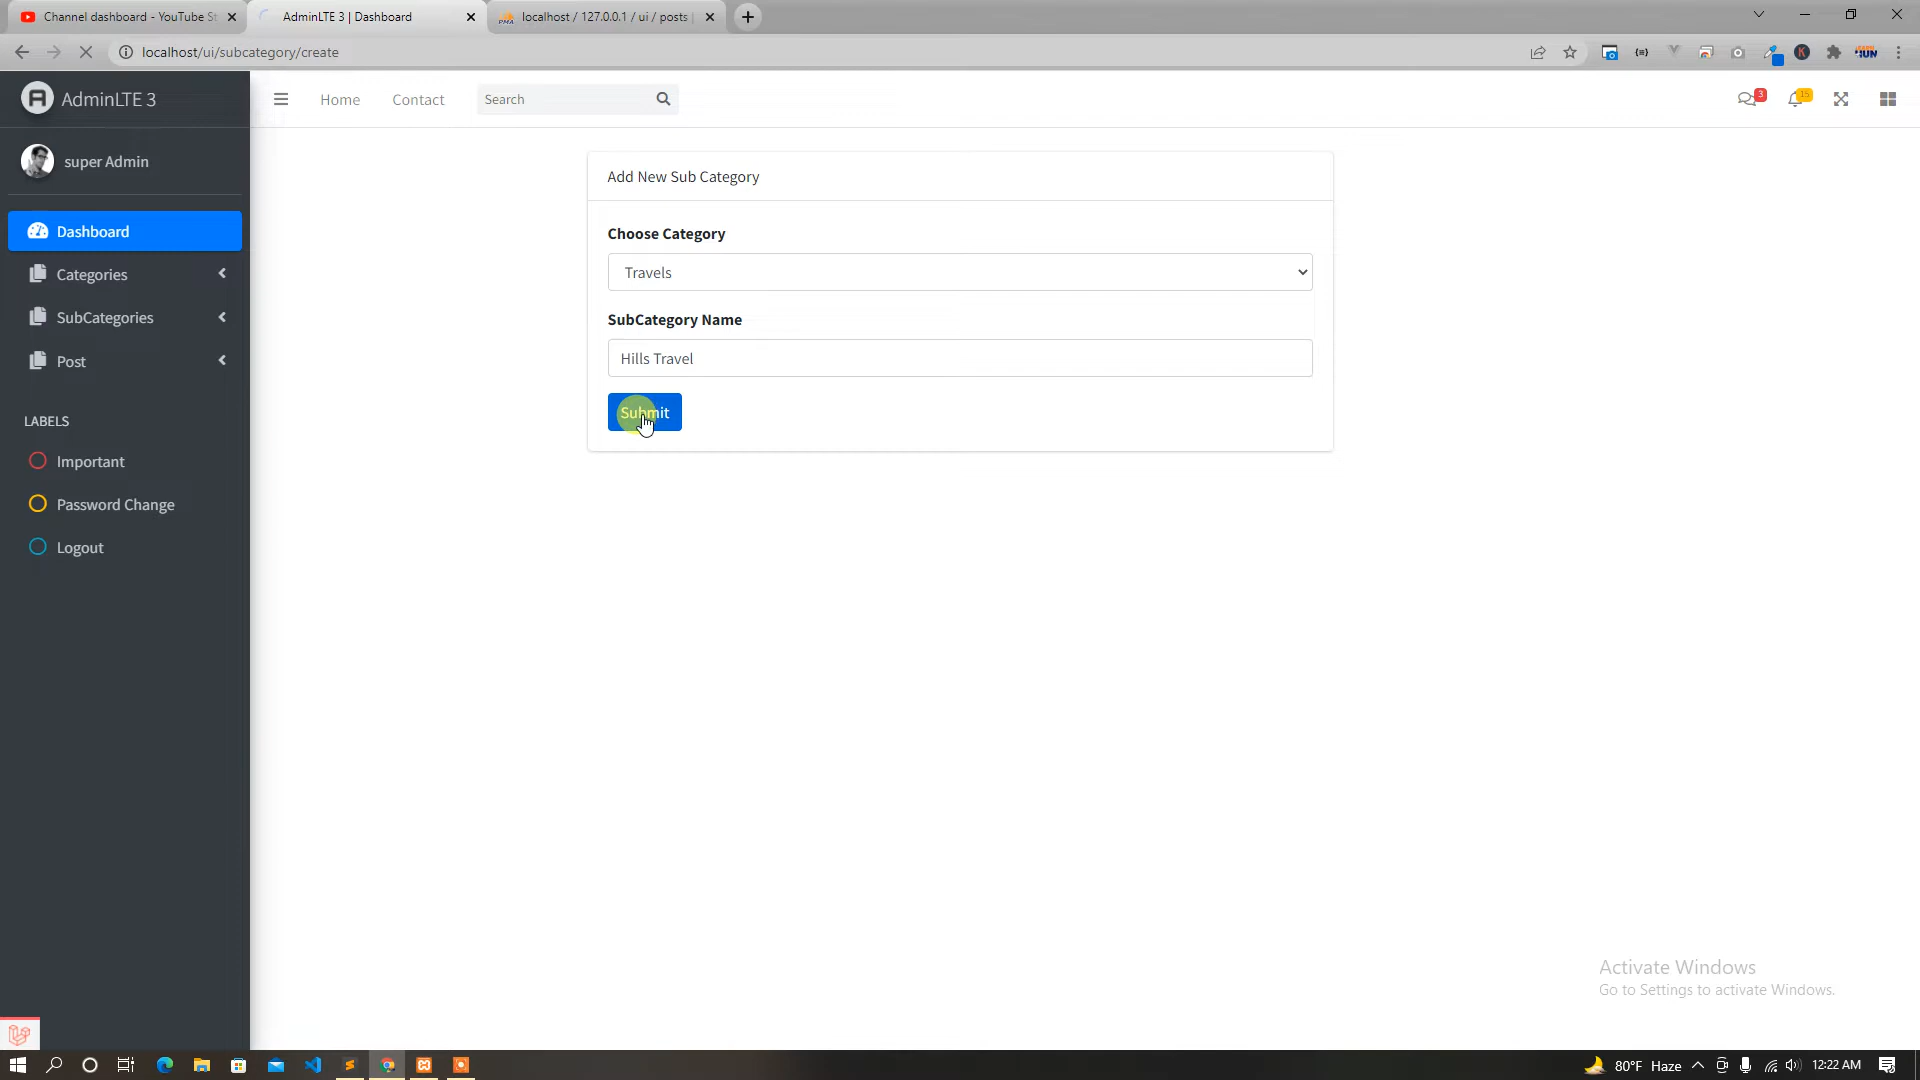 Channel dashboard - YouTube St
AdminLTE 3 | Dashboard
localhost / 127.0.0.1 / ui / posts
localhost/ui/subcategory/create
AdminLTE 3
Home
Contact
Search
3
15
super Admin
Dashboard
Categories
SubCategories
Post
LABELS
Important
Password Change
Logout
Add New Sub Category
Choose Category
Travels
SubCategory Name
Hills Travel
Submit
Activate Windows
Go to Settings to activate Windows.
80°F Haze
12:22 AM